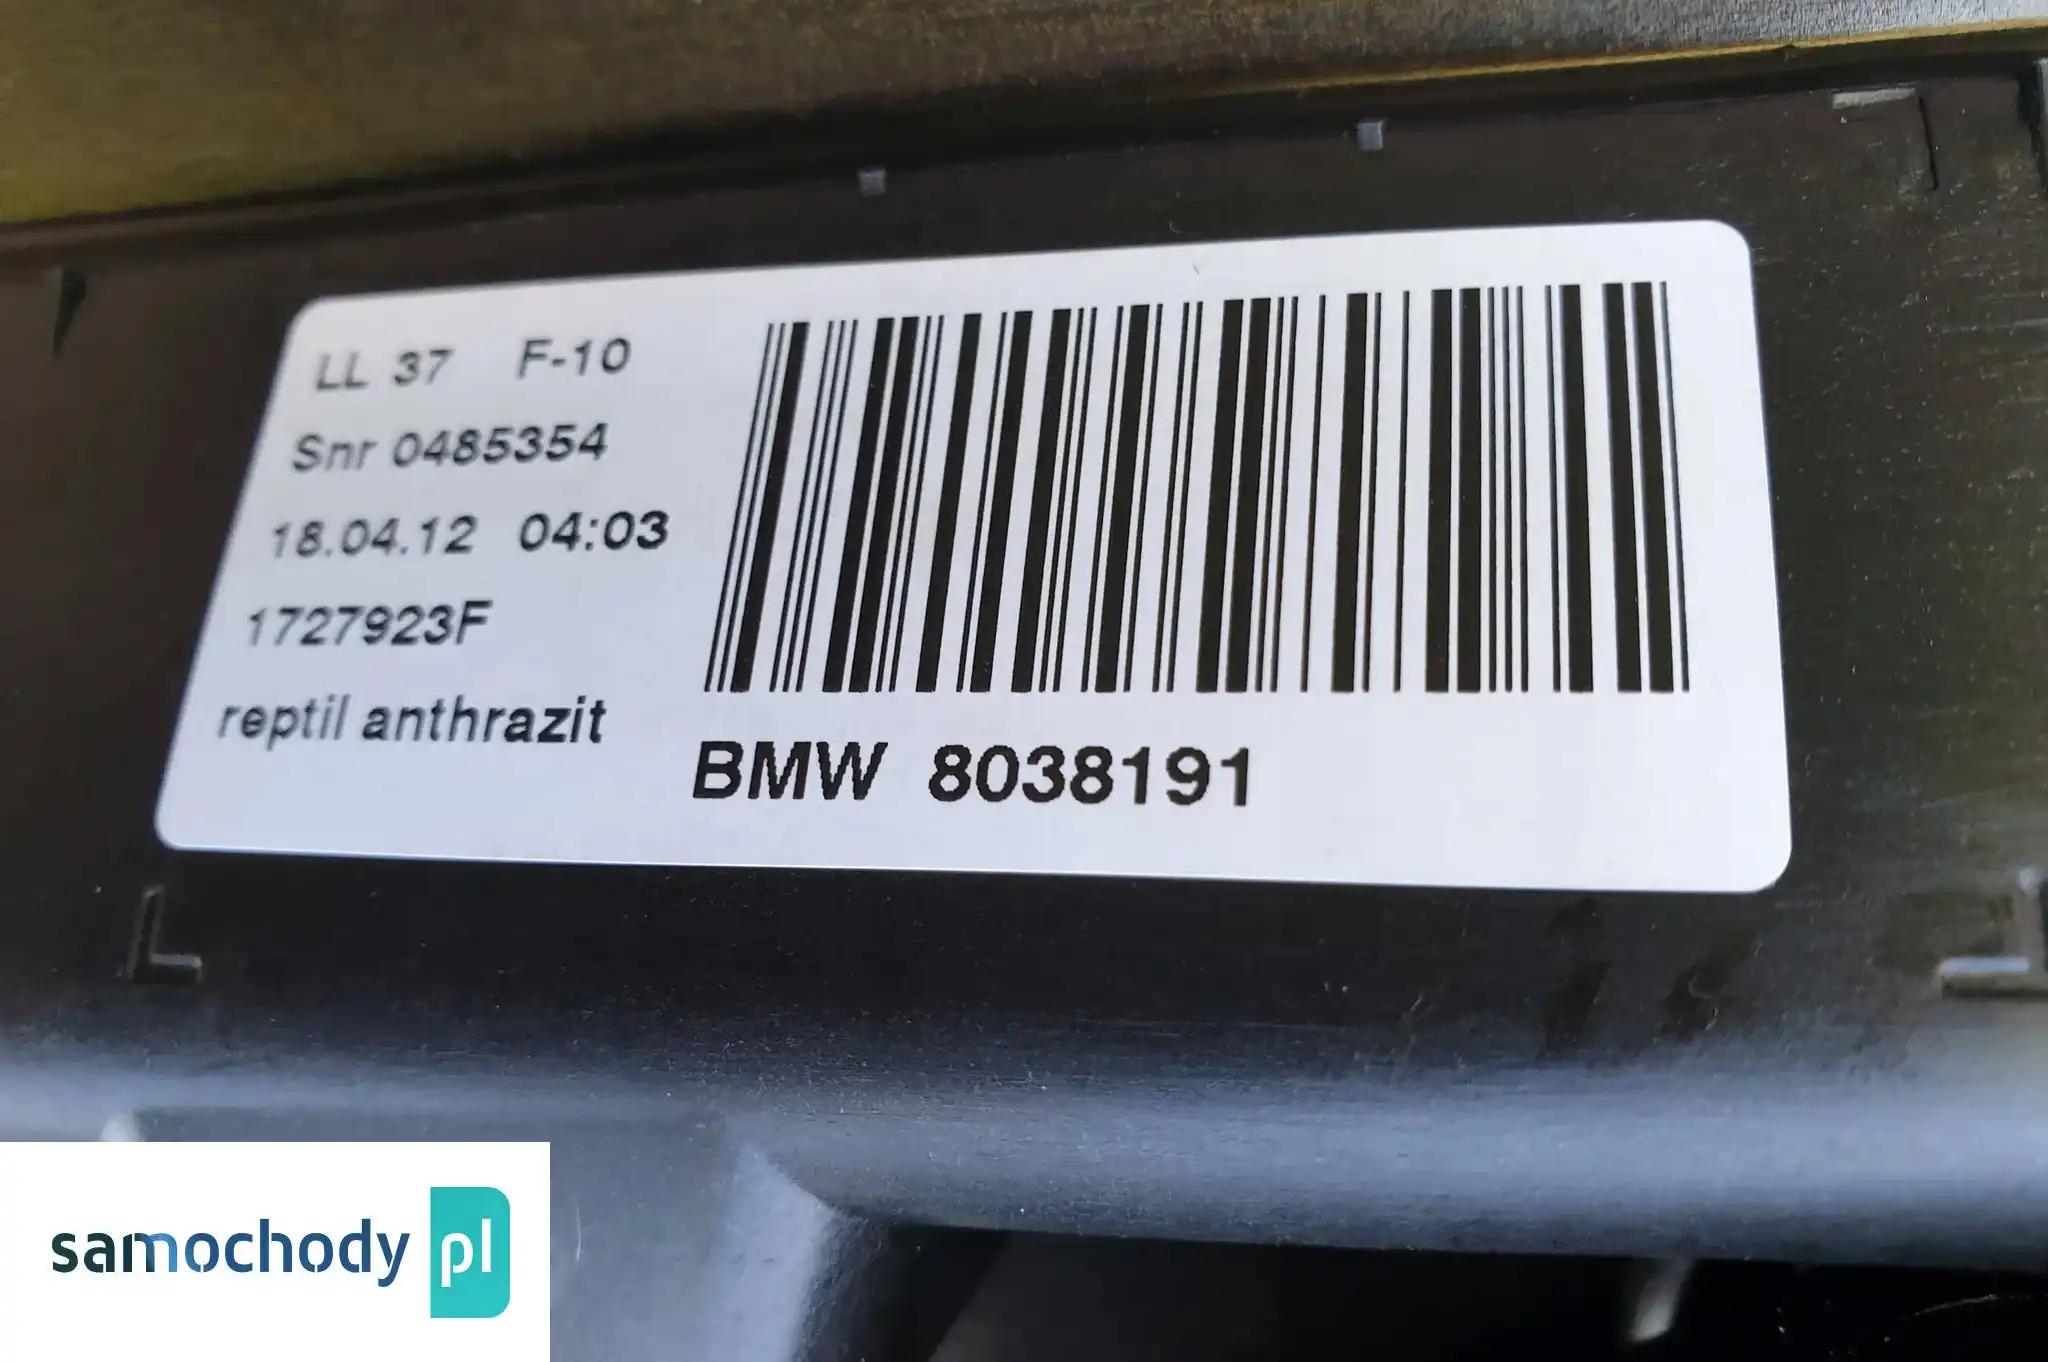 LL 37 F-10
Snr 0485354
18.04.12 04:03
1727923F
reptil anthrazit
BMW 8038191
samochody pl